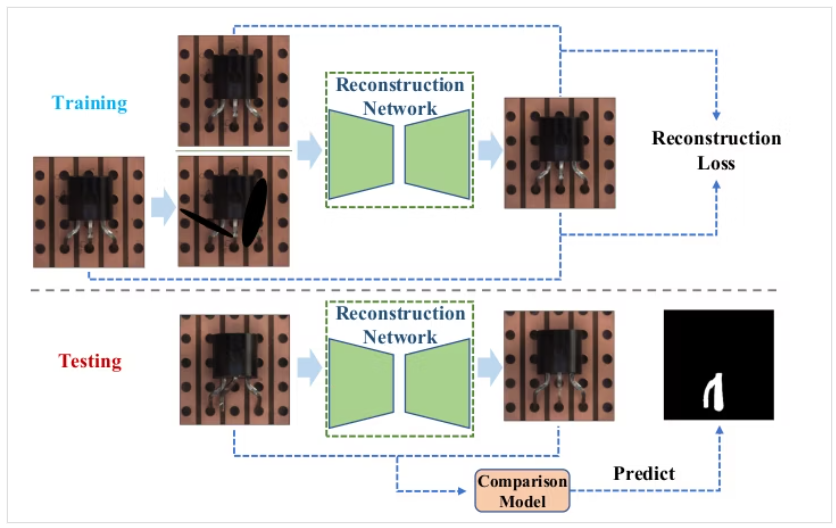 Training
Reconstruction
Network
Reconstruction
Loss
Testing
Reconstruction
Network
Comparison
Model
Predict